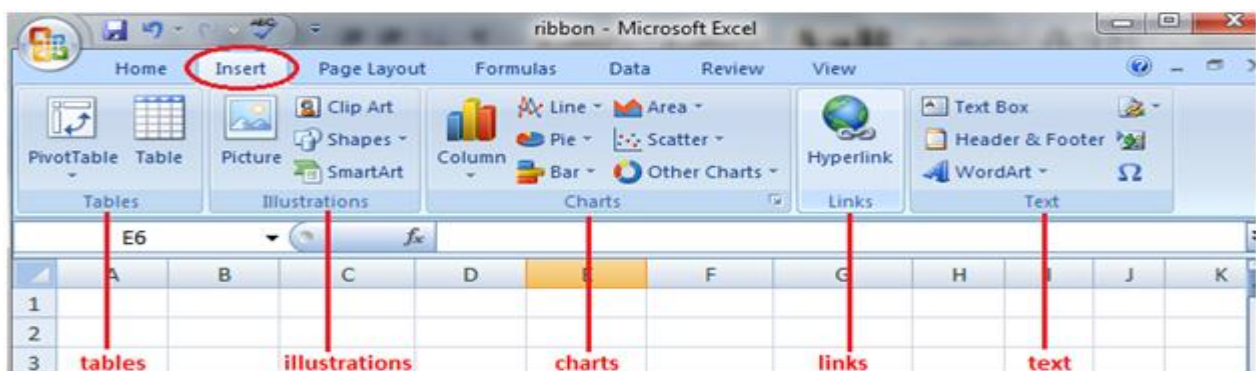 ABC
ribbon - Microsoft Excel
Home Insert Page Layout Formulas Data Review View
PivotTable Table
Tables
Picture Clip Art
Shapes
SmartArt
Illustrations
Column Line Area
Pie Scatter
Bar Other Charts
Charts
Hyperlink
Links
Text Box
Header & Footer
WordArt Ω
Text
E6 fx
A B C D E F G H I J K
1
2
3 tables illustrations charts links text